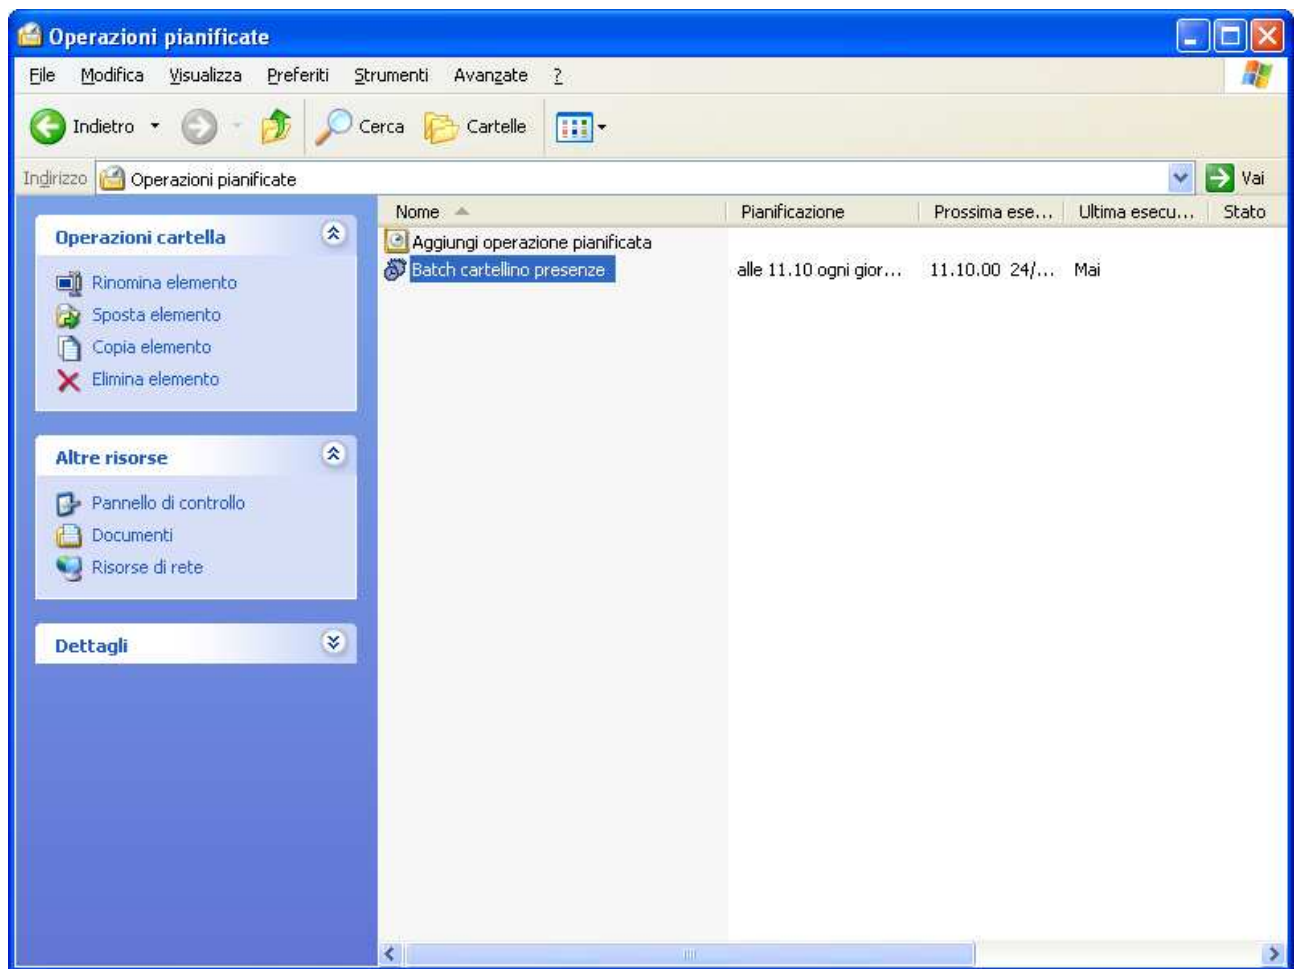 Operazioni pianificate
File Modifica Visualizza Preferiti Strumenti Avanzate ?
Indietro Cerca Cartelle
Indirizzo Operazioni pianificate Vai
Operazioni cartella
Rinomina elemento
Sposta elemento
Copia elemento
Elimina elemento
Altre risorse
Pannello di controllo
Documenti
Risorse di rete
Dettagli
Nome Pianificazione Prossima ese... Ultima esecu... Stato
Aggiungi operazione pianificata
Batch cartellino presenze alle 11.10 ogni gior... 11.10.00 24/... Mai